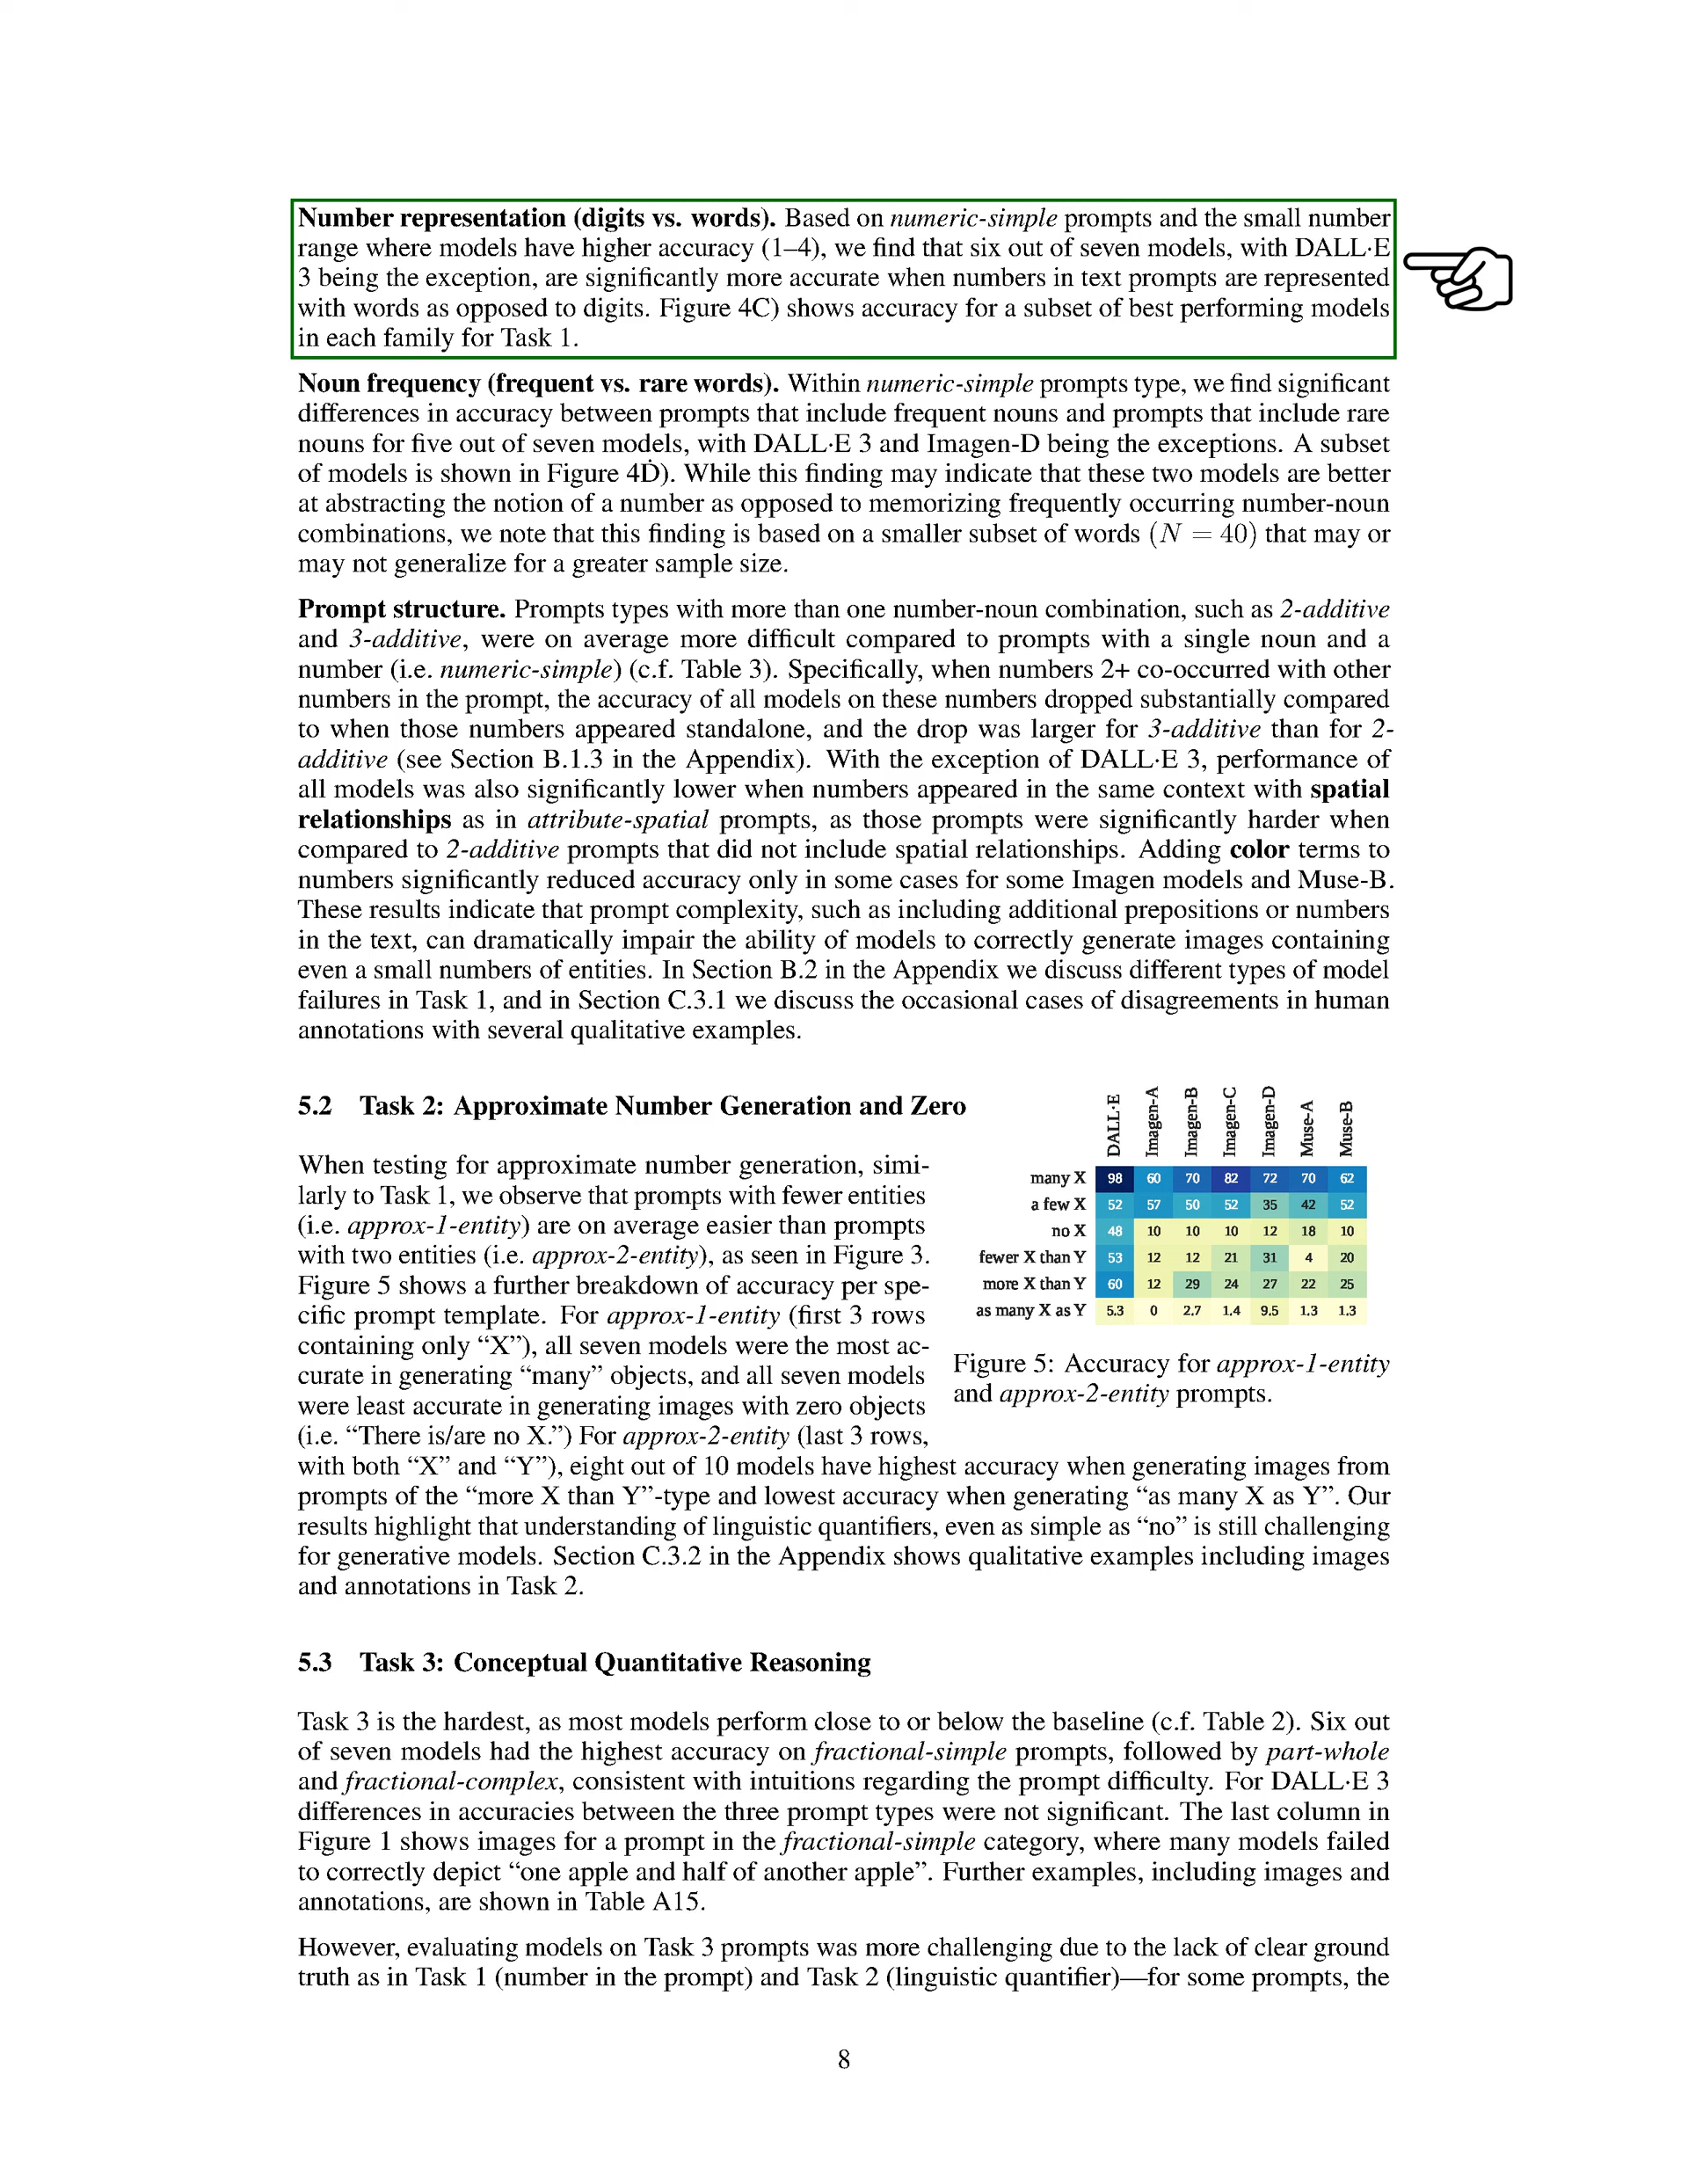 Number representation (digits vs. words). Based on numeric-simple prompts and the small number
range where models have higher accuracy (1–4), we find that six out of seven models, with DALL·E
3 being the exception, are significantly more accurate when numbers in text prompts are represented
with words as opposed to digits. Figure 4C) shows accuracy for a subset of best performing models
in each family for Task 1.
Noun frequency (frequent vs. rare words). Within numeric-simple prompts type, we find significant
differences in accuracy between prompts that include frequent nouns and prompts that include rare
nouns for five out of seven models, with DALL·E 3 and Imagen-D being the exceptions. A subset
of models is shown in Figure 4Ḋ). While this finding may indicate that these two models are better
at abstracting the notion of a number as opposed to memorizing frequently occurring number-noun
combinations, we note that this finding is based on a smaller subset of words (N = 40) that may or
may not generalize for a greater sample size.
Prompt structure. Prompts types with more than one number-noun combination, such as 2-additive
and 3-additive, were on average more difficult compared to prompts with a single noun and a
number (i.e. numeric-simple) (c.f. Table 3). Specifically, when numbers 2+ co-occurred with other
numbers in the prompt, the accuracy of all models on these numbers dropped substantially compared
to when those numbers appeared standalone, and the drop was larger for 3-additive than for 2-
additive (see Section B.1.3 in the Appendix). With the exception of DALL·E 3, performance of
all models was also significantly lower when numbers appeared in the same context with spatial
relationships as in attribute-spatial prompts, as those prompts were significantly harder when
compared to 2-additive prompts that did not include spatial relationships. Adding color terms to
numbers significantly reduced accuracy only in some cases for some Imagen models and Muse-B.
These results indicate that prompt complexity, such as including additional prepositions or numbers
in the text, can dramatically impair the ability of models to correctly generate images containing
even a small numbers of entities. In Section B.2 in the Appendix we discuss different types of model
failures in Task 1, and in Section C.3.1 we discuss the occasional cases of disagreements in human
annotations with several qualitative examples.
5.2 Task 2: Approximate Number Generation and Zero
When testing for approximate number generation, simi-
larly to Task 1, we observe that prompts with fewer entities
(i.e. approx-1-entity) are on average easier than prompts
with two entities (i.e. approx-2-entity), as seen in Figure 3.
Figure 5 shows a further breakdown of accuracy per spe-
cific prompt template. For approx-1-entity (first 3 rows
containing only “X”), all seven models were the most ac-
curate in generating “many” objects, and all seven models
were least accurate in generating images with zero objects
(i.e. “There is/are no X.”) For approx-2-entity (last 3 rows,
with both “X” and “Y”), eight out of 10 models have highest accuracy when generating images from
prompts of the “more X than Y”-type and lowest accuracy when generating “as many X as Y”. Our
results highlight that understanding of linguistic quantifiers, even as simple as “no” is still challenging
for generative models. Section C.3.2 in the Appendix shows qualitative examples including images
and annotations in Task 2.
DALL·E Imagen-A Imagen-B Imagen-C Imagen-D Muse-A Muse-B
many X 98 60 70 82 72 70 62
a few X 52 57 50 52 35 42 52
no X 48 10 10 10 12 18 10
fewer X than Y 53 12 12 21 31 4 20
more X than Y 60 12 29 24 27 22 25
as many X as Y 5.3 0 2.7 1.4 9.5 1.3 1.3
Figure 5: Accuracy for approx-1-entity
and approx-2-entity prompts.
5.3 Task 3: Conceptual Quantitative Reasoning
Task 3 is the hardest, as most models perform close to or below the baseline (c.f. Table 2). Six out
of seven models had the highest accuracy on fractional-simple prompts, followed by part-whole
and fractional-complex, consistent with intuitions regarding the prompt difficulty. For DALL·E 3
differences in accuracies between the three prompt types were not significant. The last column in
Figure 1 shows images for a prompt in the fractional-simple category, where many models failed
to correctly depict “one apple and half of another apple”. Further examples, including images and
annotations, are shown in Table A15.
However, evaluating models on Task 3 prompts was more challenging due to the lack of clear ground
truth as in Task 1 (number in the prompt) and Task 2 (linguistic quantifier)—for some prompts, the
8